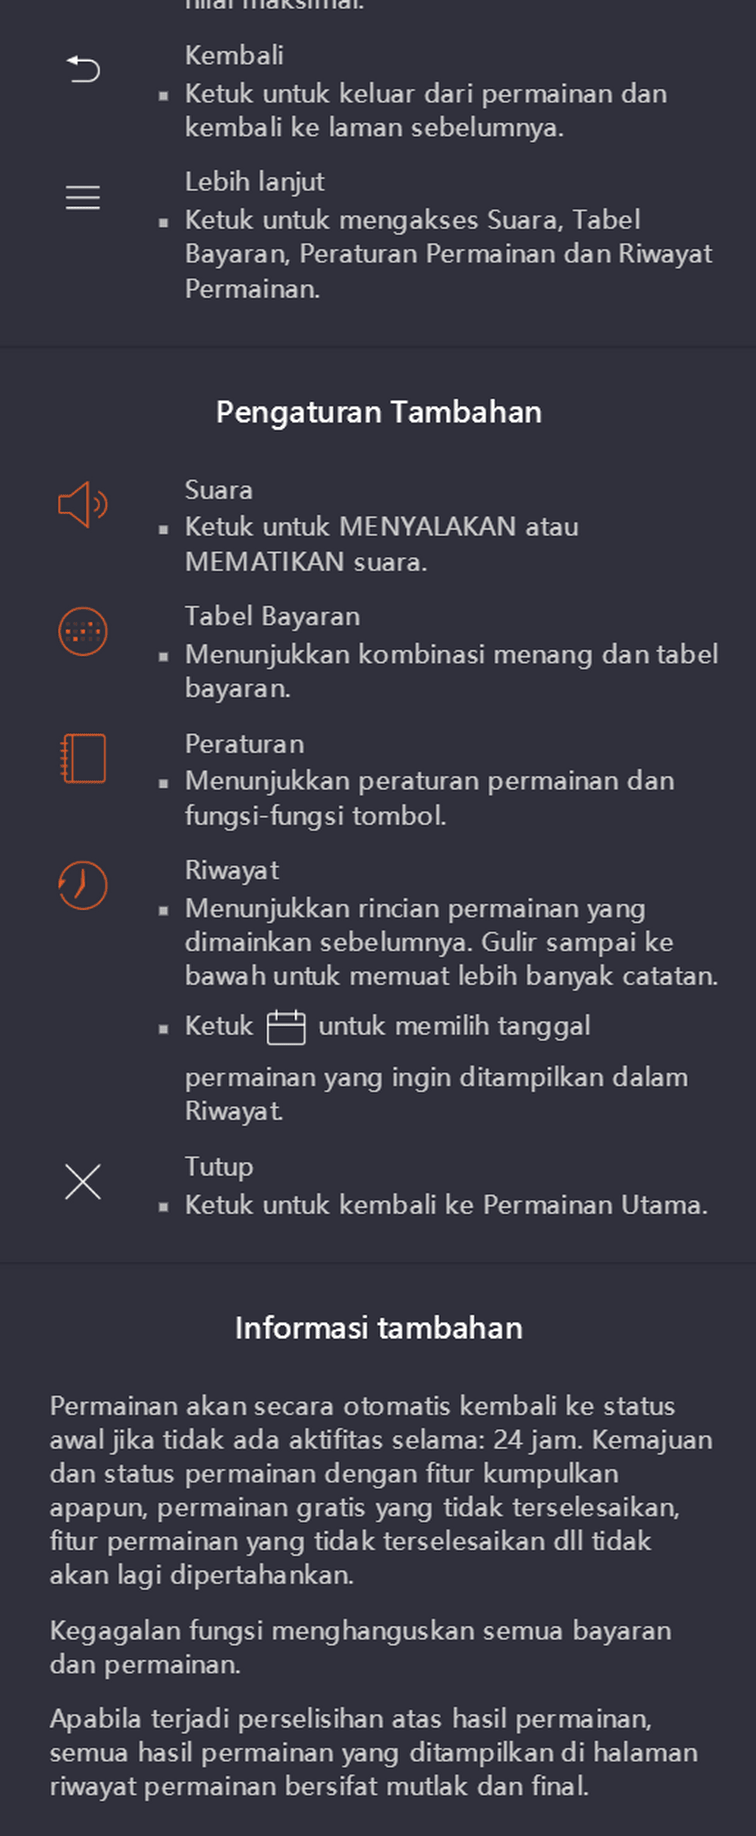 nilai maksimal.
Kembali
Ketuk untuk keluar dari permainan dan
kembali ke laman sebelumnya.
Lebih lanjut
Ketuk untuk mengakses Suara, Tabel
Bayaran, Peraturan Permainan dan Riwayat
Permainan.
Pengaturan Tambahan
Suara
Ketuk untuk MENYALAKAN atau
MEMATIKAN suara.
Tabel Bayaran
Menunjukkan kombinasi menang dan tabel
bayaran.
Peraturan
Menunjukkan peraturan permainan dan
fungsi-fungsi tombol.
Riwayat
Menunjukkan rincian permainan yang
dimainkan sebelumnya. Gulir sampai ke
bawah untuk memuat lebih banyak catatan.
Ketuk untuk memilih tanggal
permainan yang ingin ditampilkan dalam
Riwayat.
Tutup
Ketuk untuk kembali ke Permainan Utama.
Informasi tambahan
Permainan akan secara otomatis kembali ke status
awal jika tidak ada aktifitas selama: 24 jam. Kemajuan
dan status permainan dengan fitur kumpulkan
apapun, permainan gratis yang tidak terselesaikan,
fitur permainan yang tidak terselesaikan dll tidak
akan lagi dipertahankan.
Kegagalan fungsi menghanguskan semua bayaran
dan permainan.
Apabila terjadi perselisihan atas hasil permainan,
semua hasil permainan yang ditampilkan di halaman
riwayat permainan bersifat mutlak dan final.